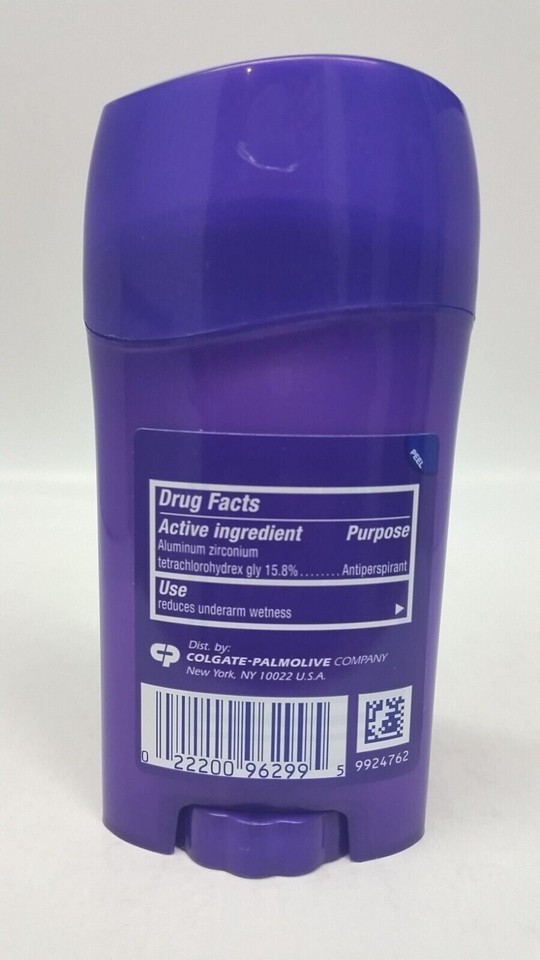 PEEL
Drug Facts
Active ingredient Purpose
Aluminum zirconium
tetrachlorohydrex gly 15.8%........Antiperspirant
Use
reduces underarm wetness
CP
Dist. by:
COLGATE-PALMOLIVE COMPANY
New York, NY 10022 U.S.A.
0 22200 96299 5
9924762